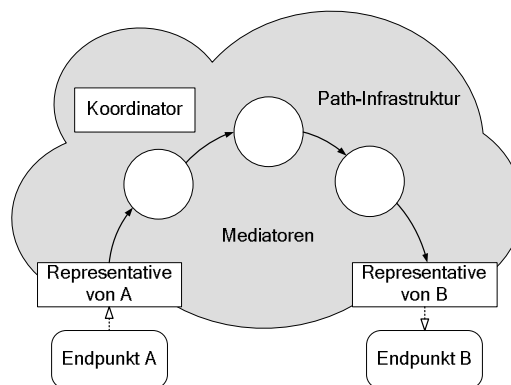 Path-Infrastruktur
Koordinator
Mediatoren
Representative
von A
Representative
von B
Endpunkt A
Endpunkt B